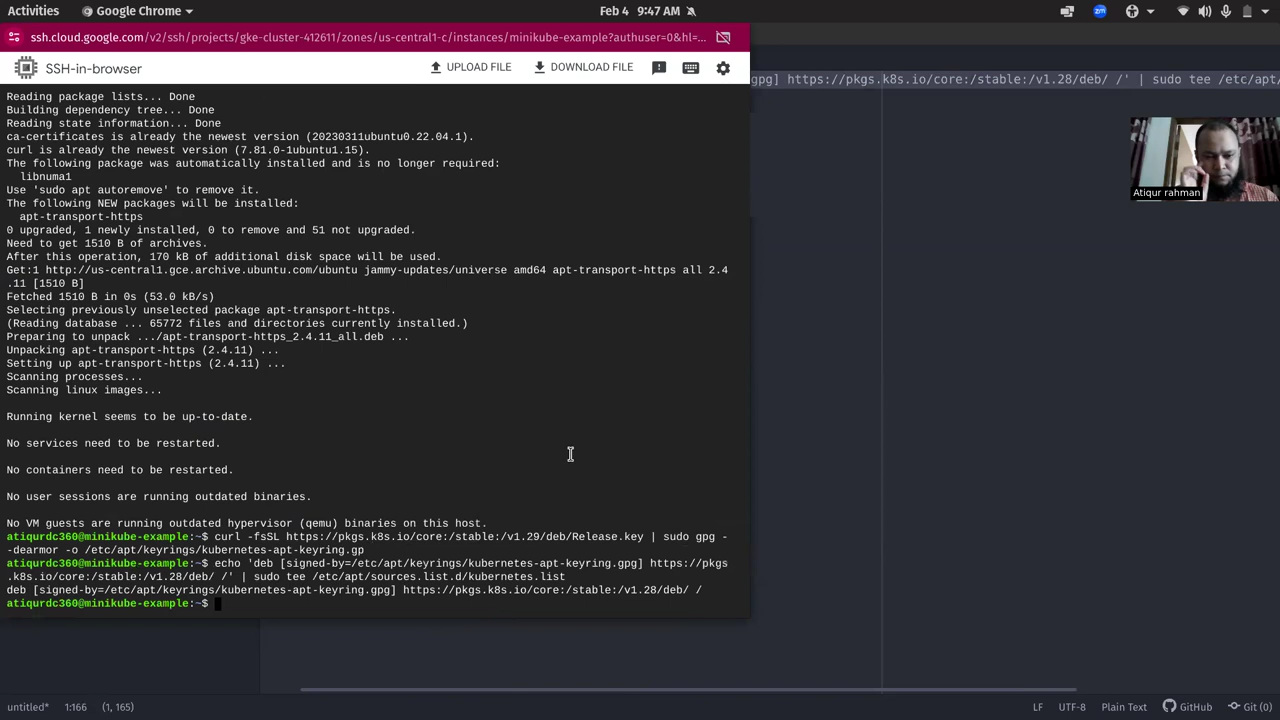 Activities
Google Chrome
Feb 4 9:47 AM
ssh.cloud.google.com/v2/ssh/projects/gke-cluster-412611/zones/us-central1-c/instances/minikube-example?authuser=0&hl=...
SSH-in-browser
UPLOAD FILE
DOWNLOAD FILE
gpg] https://pkgs.k8s.io/core:/stable:/v1.28/deb/ /' | sudo tee /etc/apt/
Reading package lists... Done
Building dependency tree... Done
Reading state information... Done
ca-certificates is already the newest version (20230311ubuntu0.22.04.1).
curl is already the newest version (7.81.0-1ubuntu1.15).
The following package was automatically installed and is no longer required:
libnuma1
Use 'sudo apt autoremove' to remove it.
The following NEW packages will be installed:
apt-transport-https
0 upgraded, 1 newly installed, 0 to remove and 51 not upgraded.
Need to get 1510 B of archives.
After this operation, 170 kB of additional disk space will be used.
Get:1 http://us-central1.gce.archive.ubuntu.com/ubuntu jammy-updates/universe amd64 apt-transport-https all 2.4
.11 [1510 B]
Fetched 1510 B in 0s (53.0 kB/s)
Selecting previously unselected package apt-transport-https.
(Reading database ... 65772 files and directories currently installed.)
Preparing to unpack .../apt-transport-https_2.4.11_all.deb ...
Unpacking apt-transport-https (2.4.11) ...
Setting up apt-transport-https (2.4.11) ...
Scanning processes...
Scanning linux images...
Running kernel seems to be up-to-date.
No services need to be restarted.
No containers need to be restarted.
No user sessions are running outdated binaries.
No VM guests are running outdated hypervisor (qemu) binaries on this host.
atiqurdc360@minikube-example:~$ curl -fsSL https://pkgs.k8s.io/core:/stable:/v1.29/deb/Release.key | sudo gpg -
-dearmor -o /etc/apt/keyrings/kubernetes-apt-keyring.gp
atiqurdc360@minikube-example:~$ echo 'deb [signed-by=/etc/apt/keyrings/kubernetes-apt-keyring.gpg] https://pkgs
.k8s.io/core:/stable:/v1.28/deb/ /' | sudo tee /etc/apt/sources.list.d/kubernetes.list
deb [signed-by=/etc/apt/keyrings/kubernetes-apt-keyring.gpg] https://pkgs.k8s.io/core:/stable:/v1.28/deb/ /
atiqurdc360@minikube-example:~$
Atiqur rahman
untitled* 1:166 (1, 165)
LF UTF-8 Plain Text GitHub Git (0)